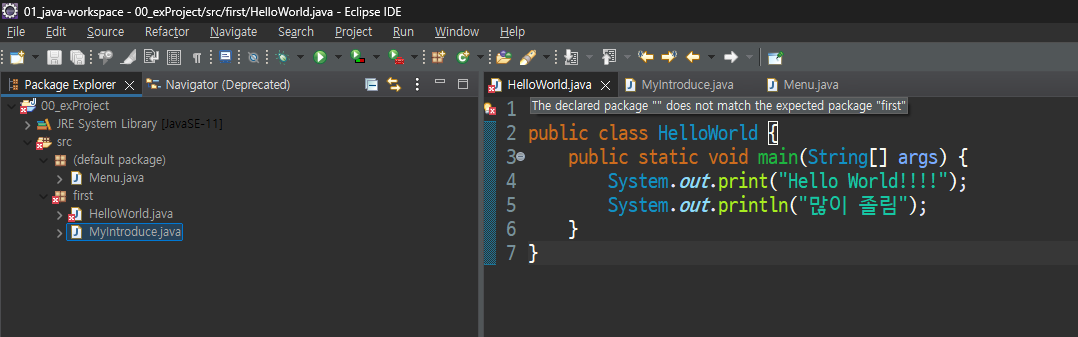 01_java-workspace - 00_exProject/src/first/HelloWorld.java - Eclipse IDE
File Edit Source Refactor Navigate Search Project Run Window Help
Package Explorer Navigator (Deprecated)
00_exProject
JRE System Library [JavaSE-11]
src
(default package)
Menu.java
first
HelloWorld.java
MyIntroduce.java
HelloWorld.java MyIntroduce.java Menu.java
1
The declared package "" does not match the expected package "first"
2 public class HelloWorld {
3 public static void main(String[] args) {
4 System.out.print("Hello World!!!!");
5 System.out.println("많이 졸림");
6 }
7 }